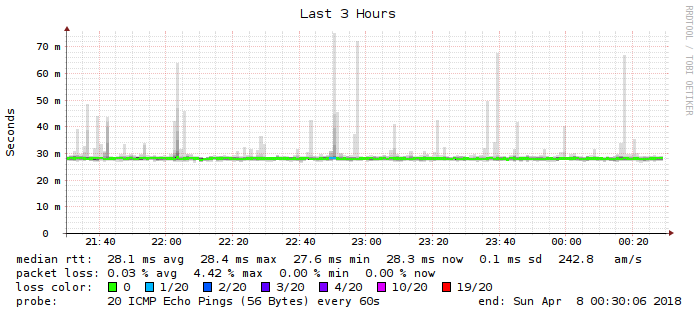 Last 3 Hours
RRDTOOL / TOBI OETIKER
Seconds
70 m
60 m
50 m
40 m
30 m
20 m
10 m
0
21:40 22:00 22:20 22:40 23:00 23:20 23:40 00:00 00:20
median rtt: 28.1 ms avg 28.4 ms max 27.6 ms min 28.3 ms now 0.1 ms sd 242.8 am/s
packet loss: 0.03 % avg 4.42 % max 0.00 % min 0.00 % now
loss color: 0 1/20 2/20 3/20 4/20 10/20 19/20
probe: 20 ICMP Echo Pings (56 Bytes) every 60s end: Sun Apr 8 00:30:06 2018